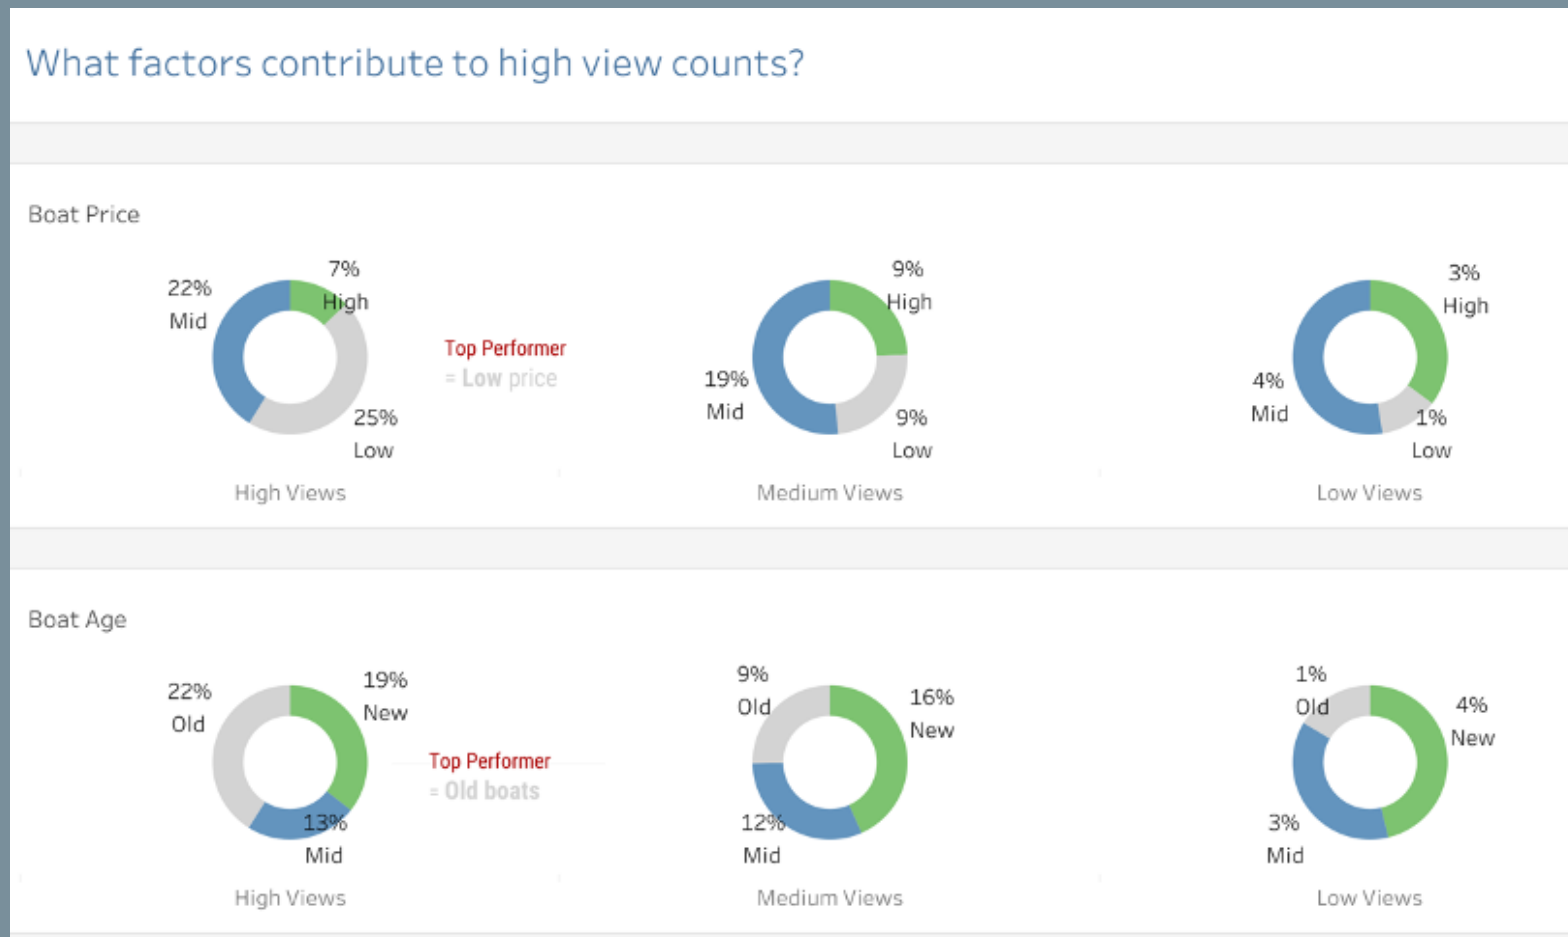 What factors contribute to high view counts?
Boat Price
22%
Mid
7%
High
25%
Low
Top Performer
= Low price
High Views
9%
High
19%
Mid
9%
Low
Medium Views
3%
High
4%
Mid
1%
Low
Low Views
Boat Age
22%
Old
19%
New
13%
Mid
Top Performer
= Old boats
High Views
9%
Old
16%
New
12%
Mid
Medium Views
1%
Old
4%
New
3%
Mid
Low Views